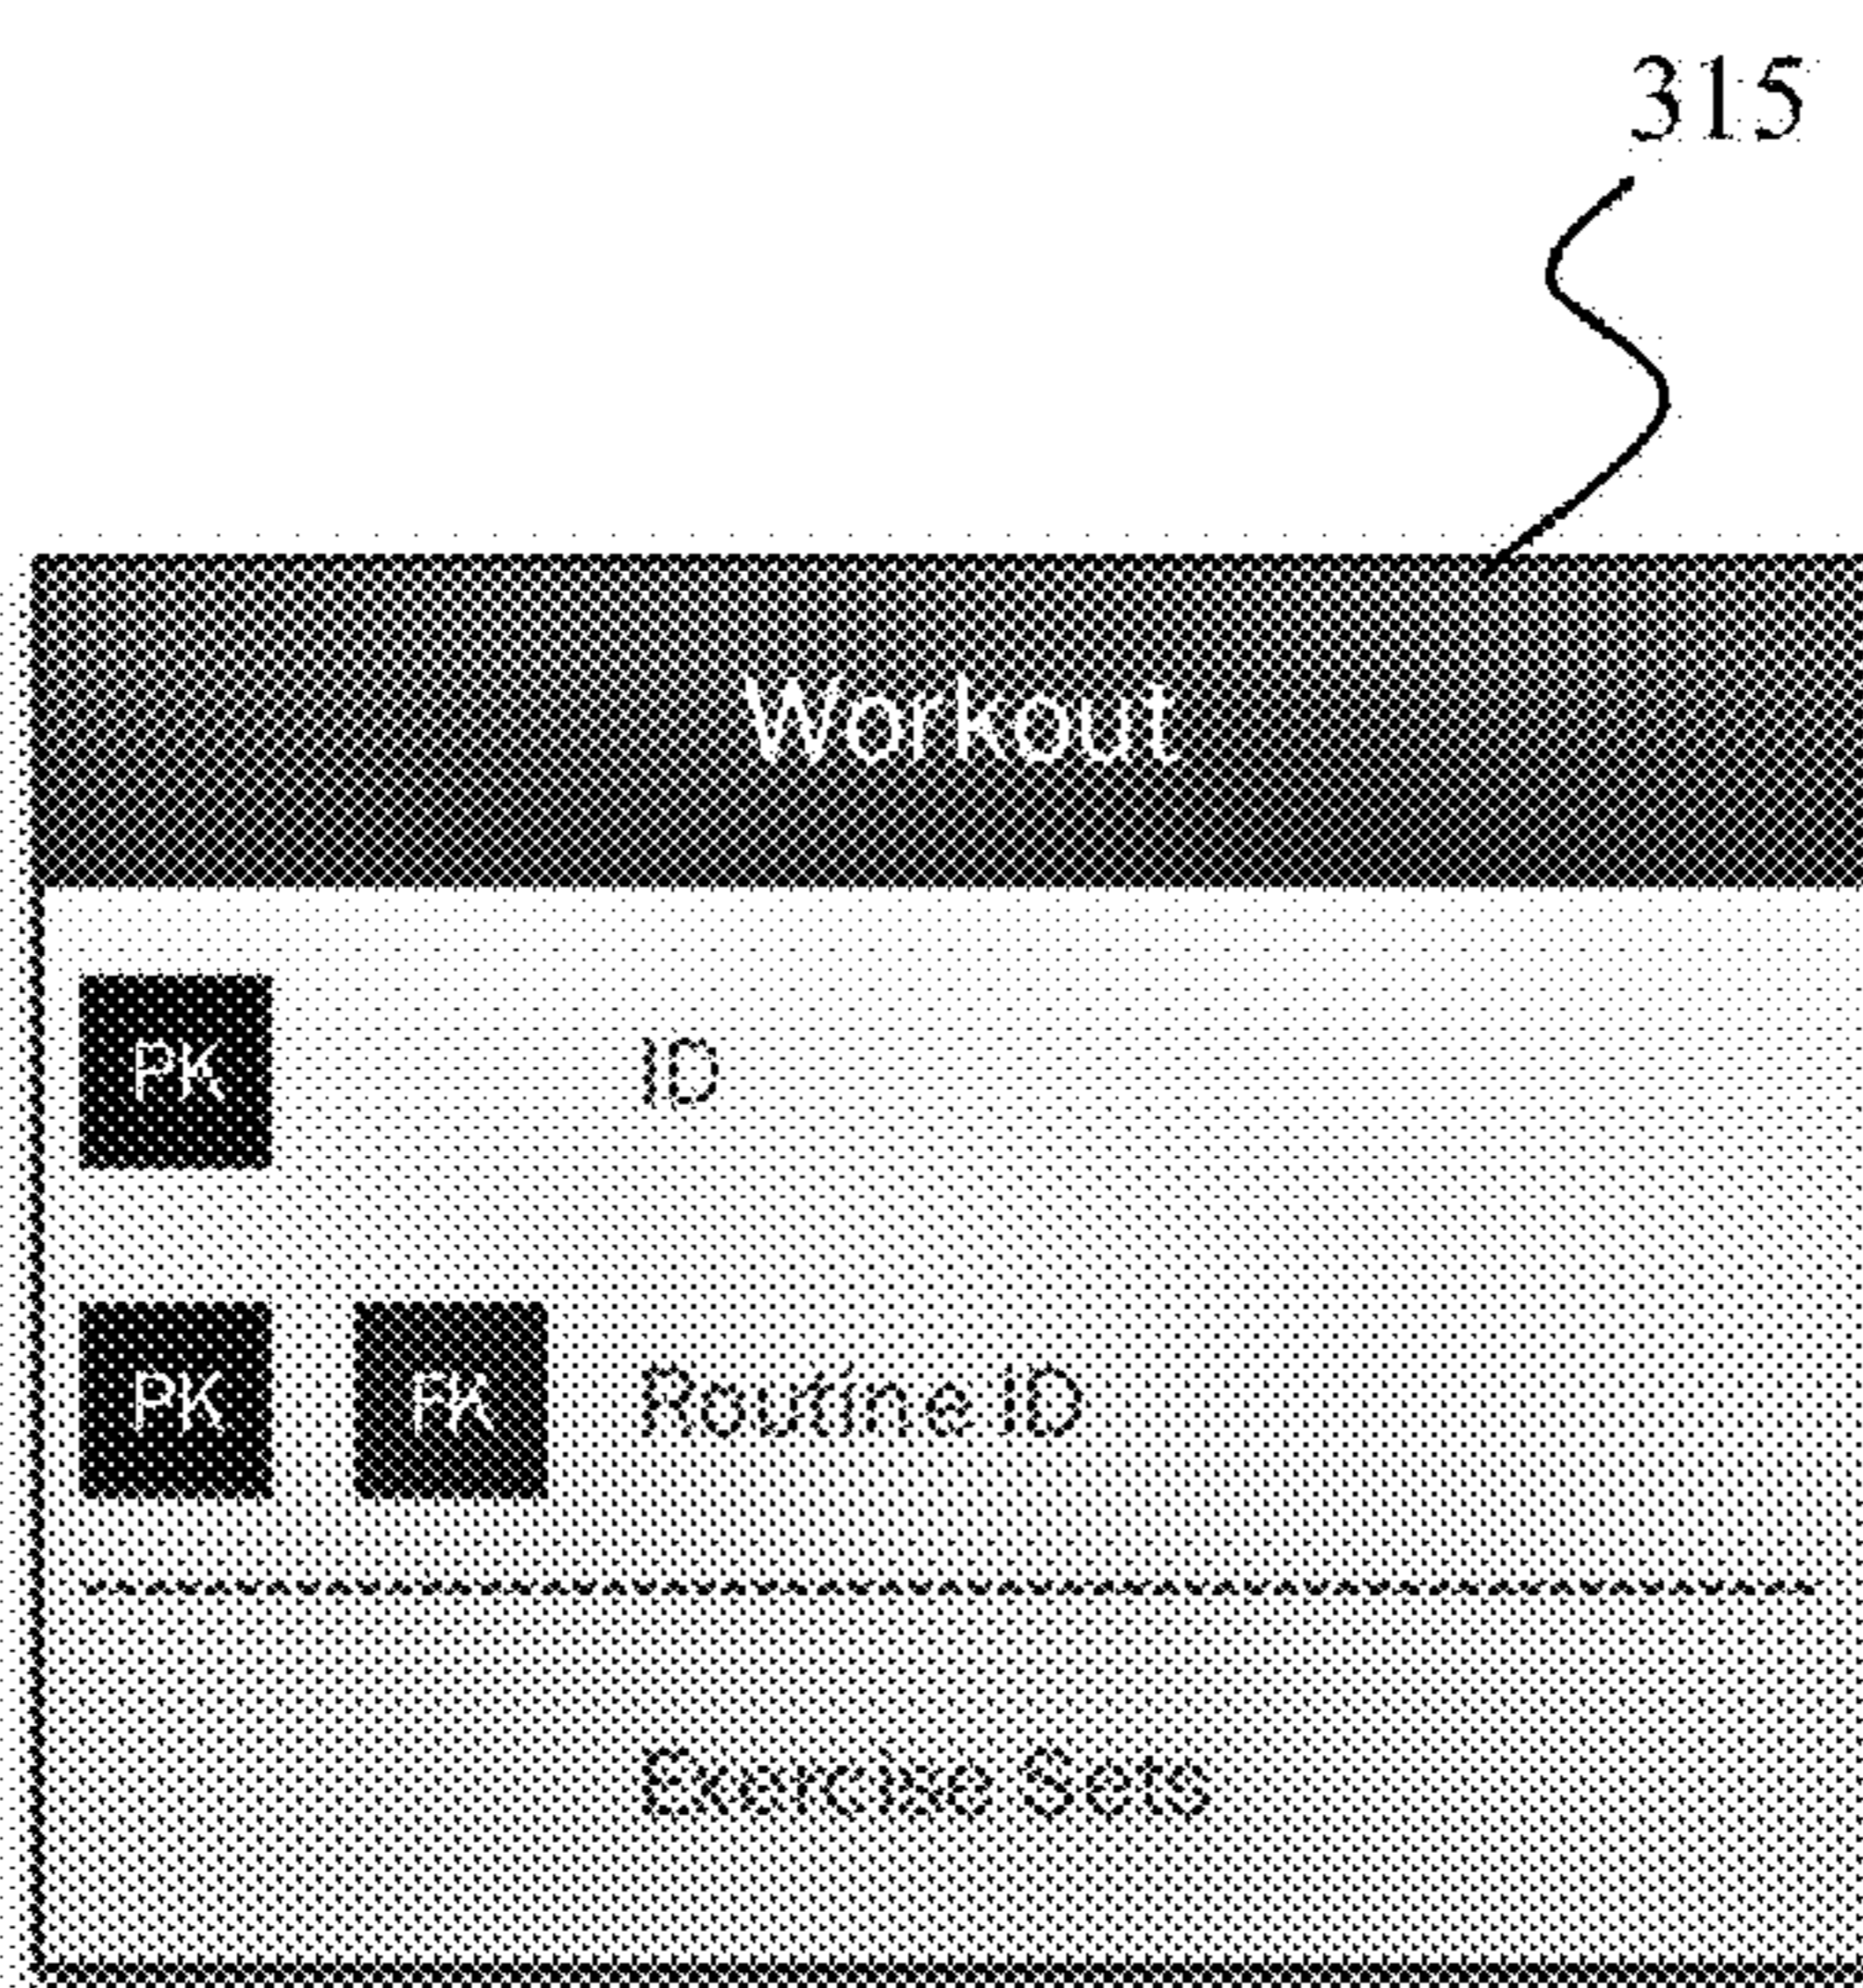 315
Workout
PK ID
PK FK Routine ID
Exercise Sets